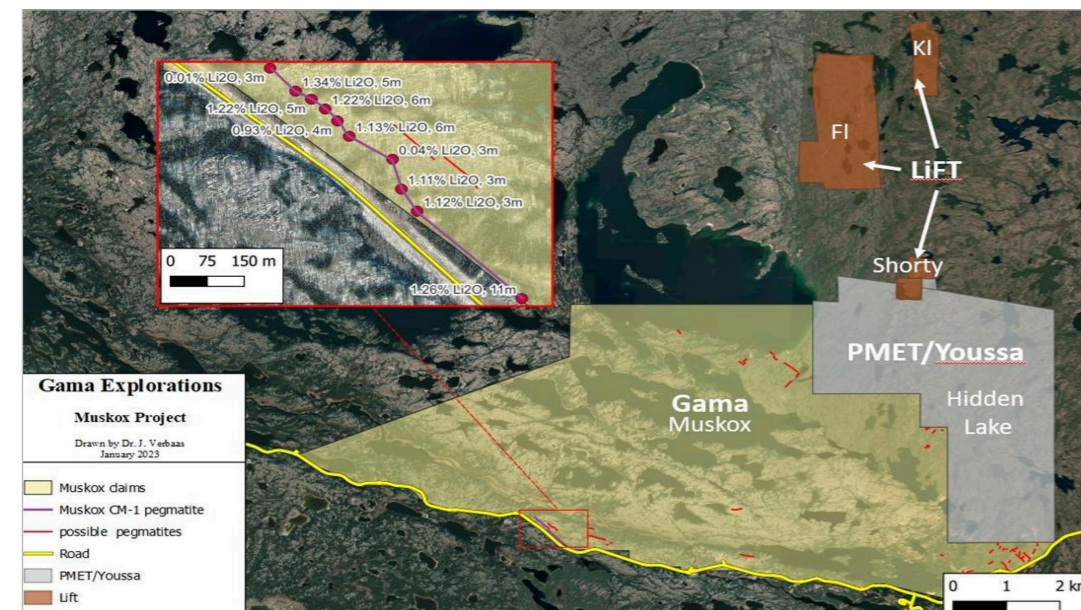 0.01% Li2O, 3m
1.34% Li2O, 5m
1.22% Li2O, 5m
1.22% Li2O, 6m
0.93% Li2O, 4m
1.13% Li2O, 6m
0.04% Li2O, 3m
1.11% Li2O, 3m
1.12% Li2O, 3m
1.26% Li2O, 11m
0 75 150 m
KI
FI
LiFT
Shorty
PMET/Youssa
Hidden
Lake
Gama
Muskox
Gama Explorations
Muskox Project
Drawn by Dr. J. Verbaas
January 2023
Muskox claims
Muskox CM-1 pegmatite
possible pegmatites
Road
PMET/Youssa
Lift
0 1 2 km